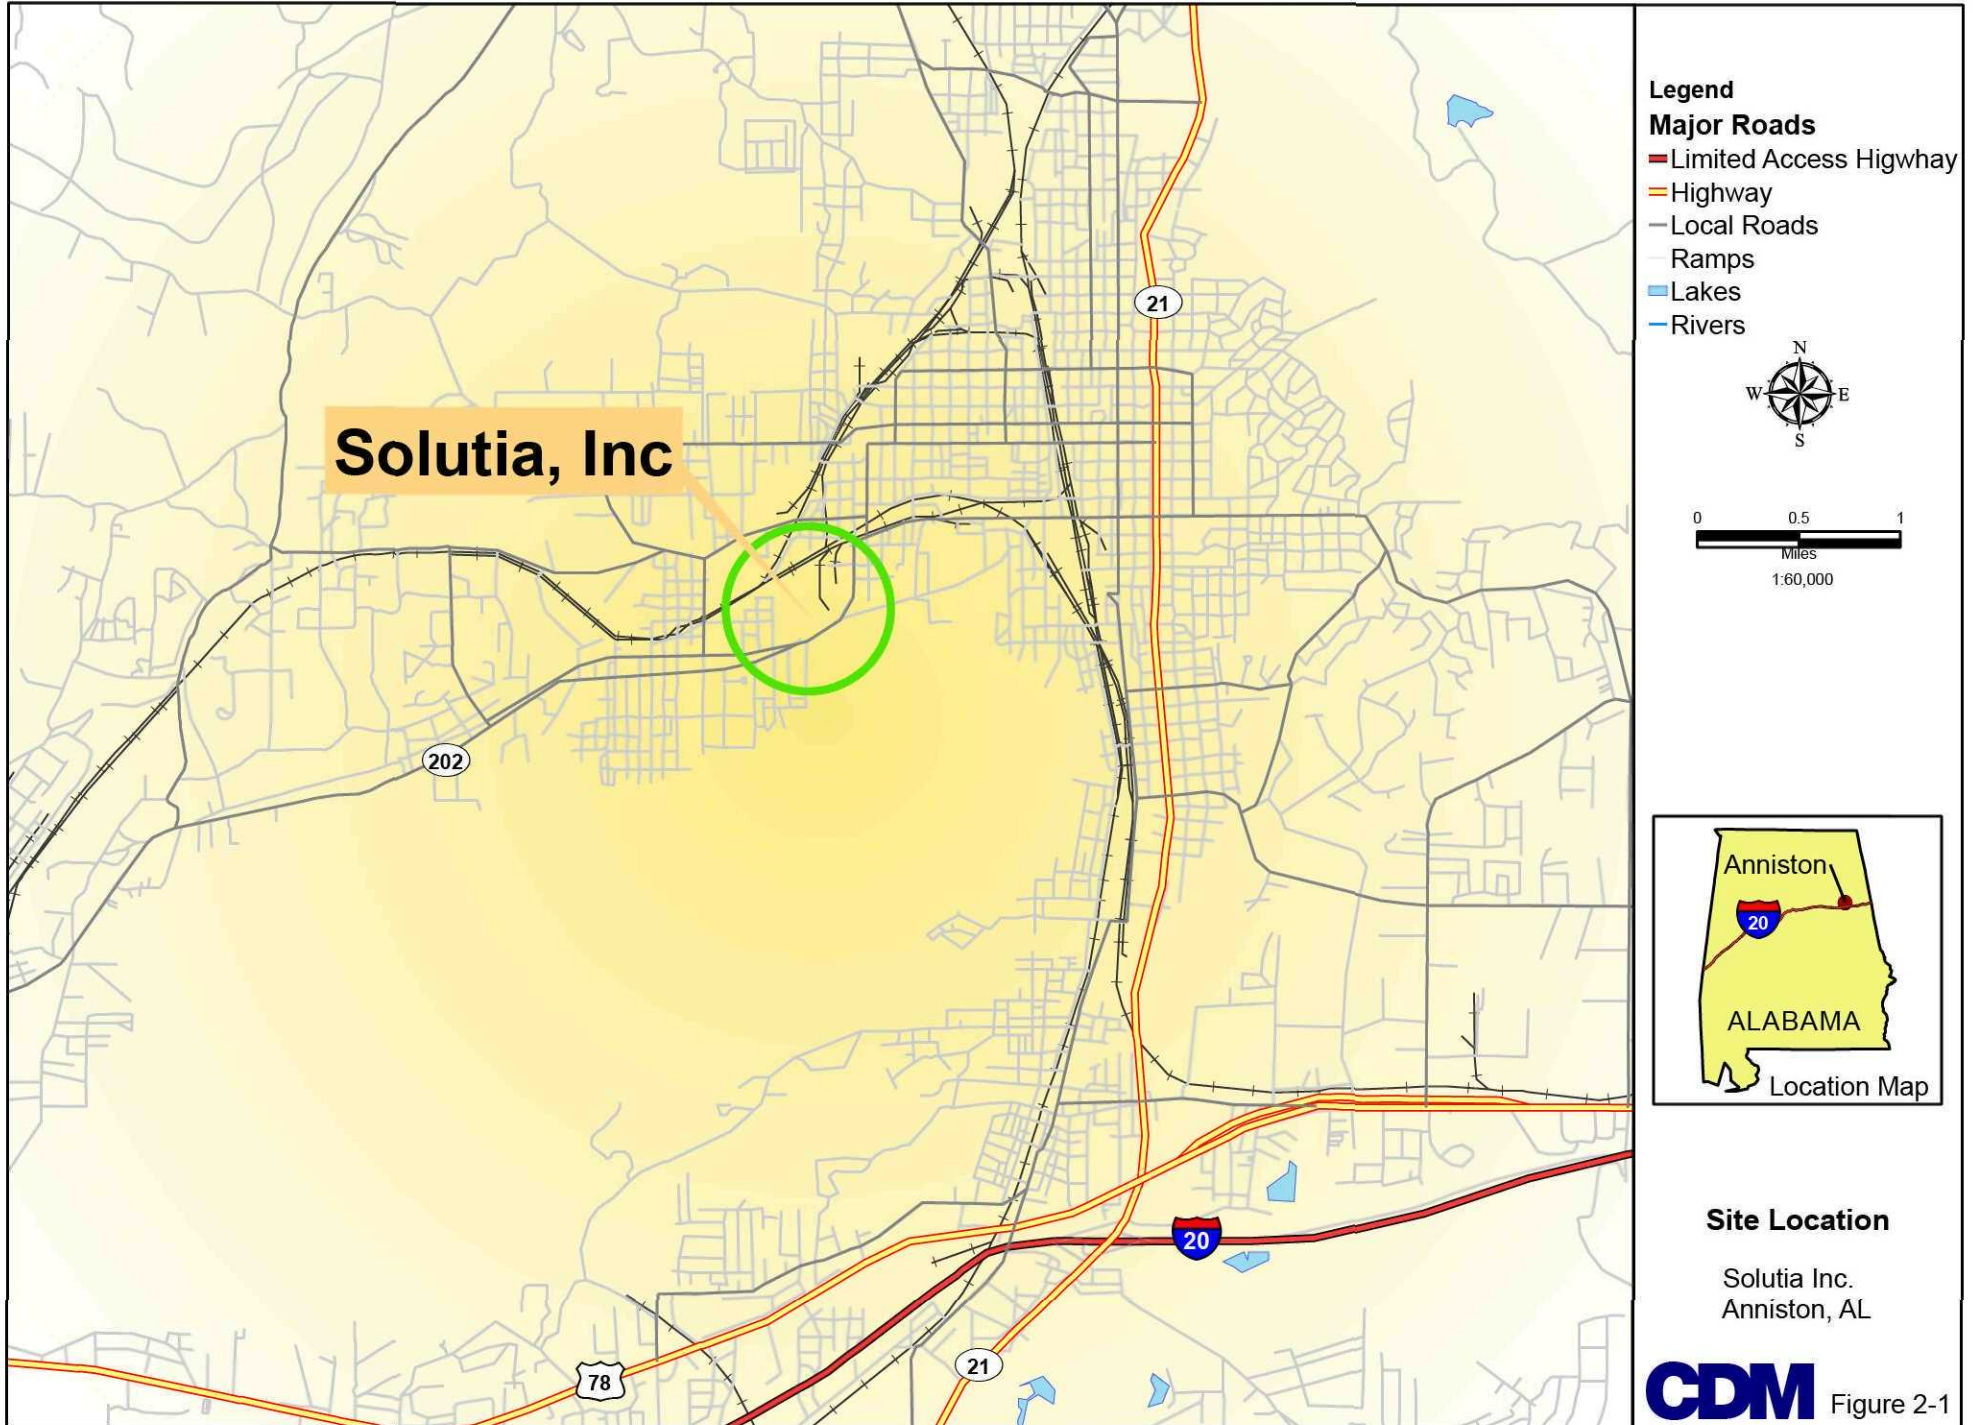 Solutia, Inc
21
202
20
78
21
Legend
Major Roads
Limited Access Higwhay
Highway
Local Roads
Ramps
Lakes
Rivers
N
W E
S
0 0.5 1
Miles
1:60,000
Anniston
20
ALABAMA
Location Map
Site Location
Solutia Inc.
Anniston, AL
CDM Figure 2-1